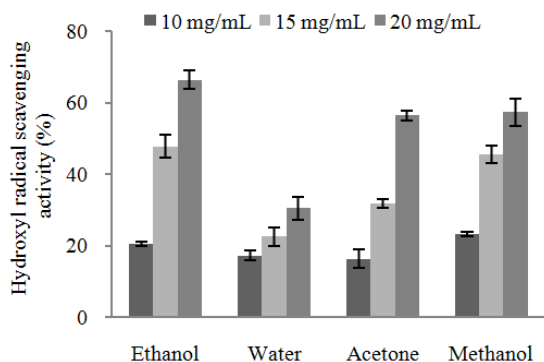 10 mg/mL 15 mg/mL 20 mg/mL
Hydroxyl radical scavenging
activity (%)
80
60
40
20
0
Ethanol Water Acetone Methanol